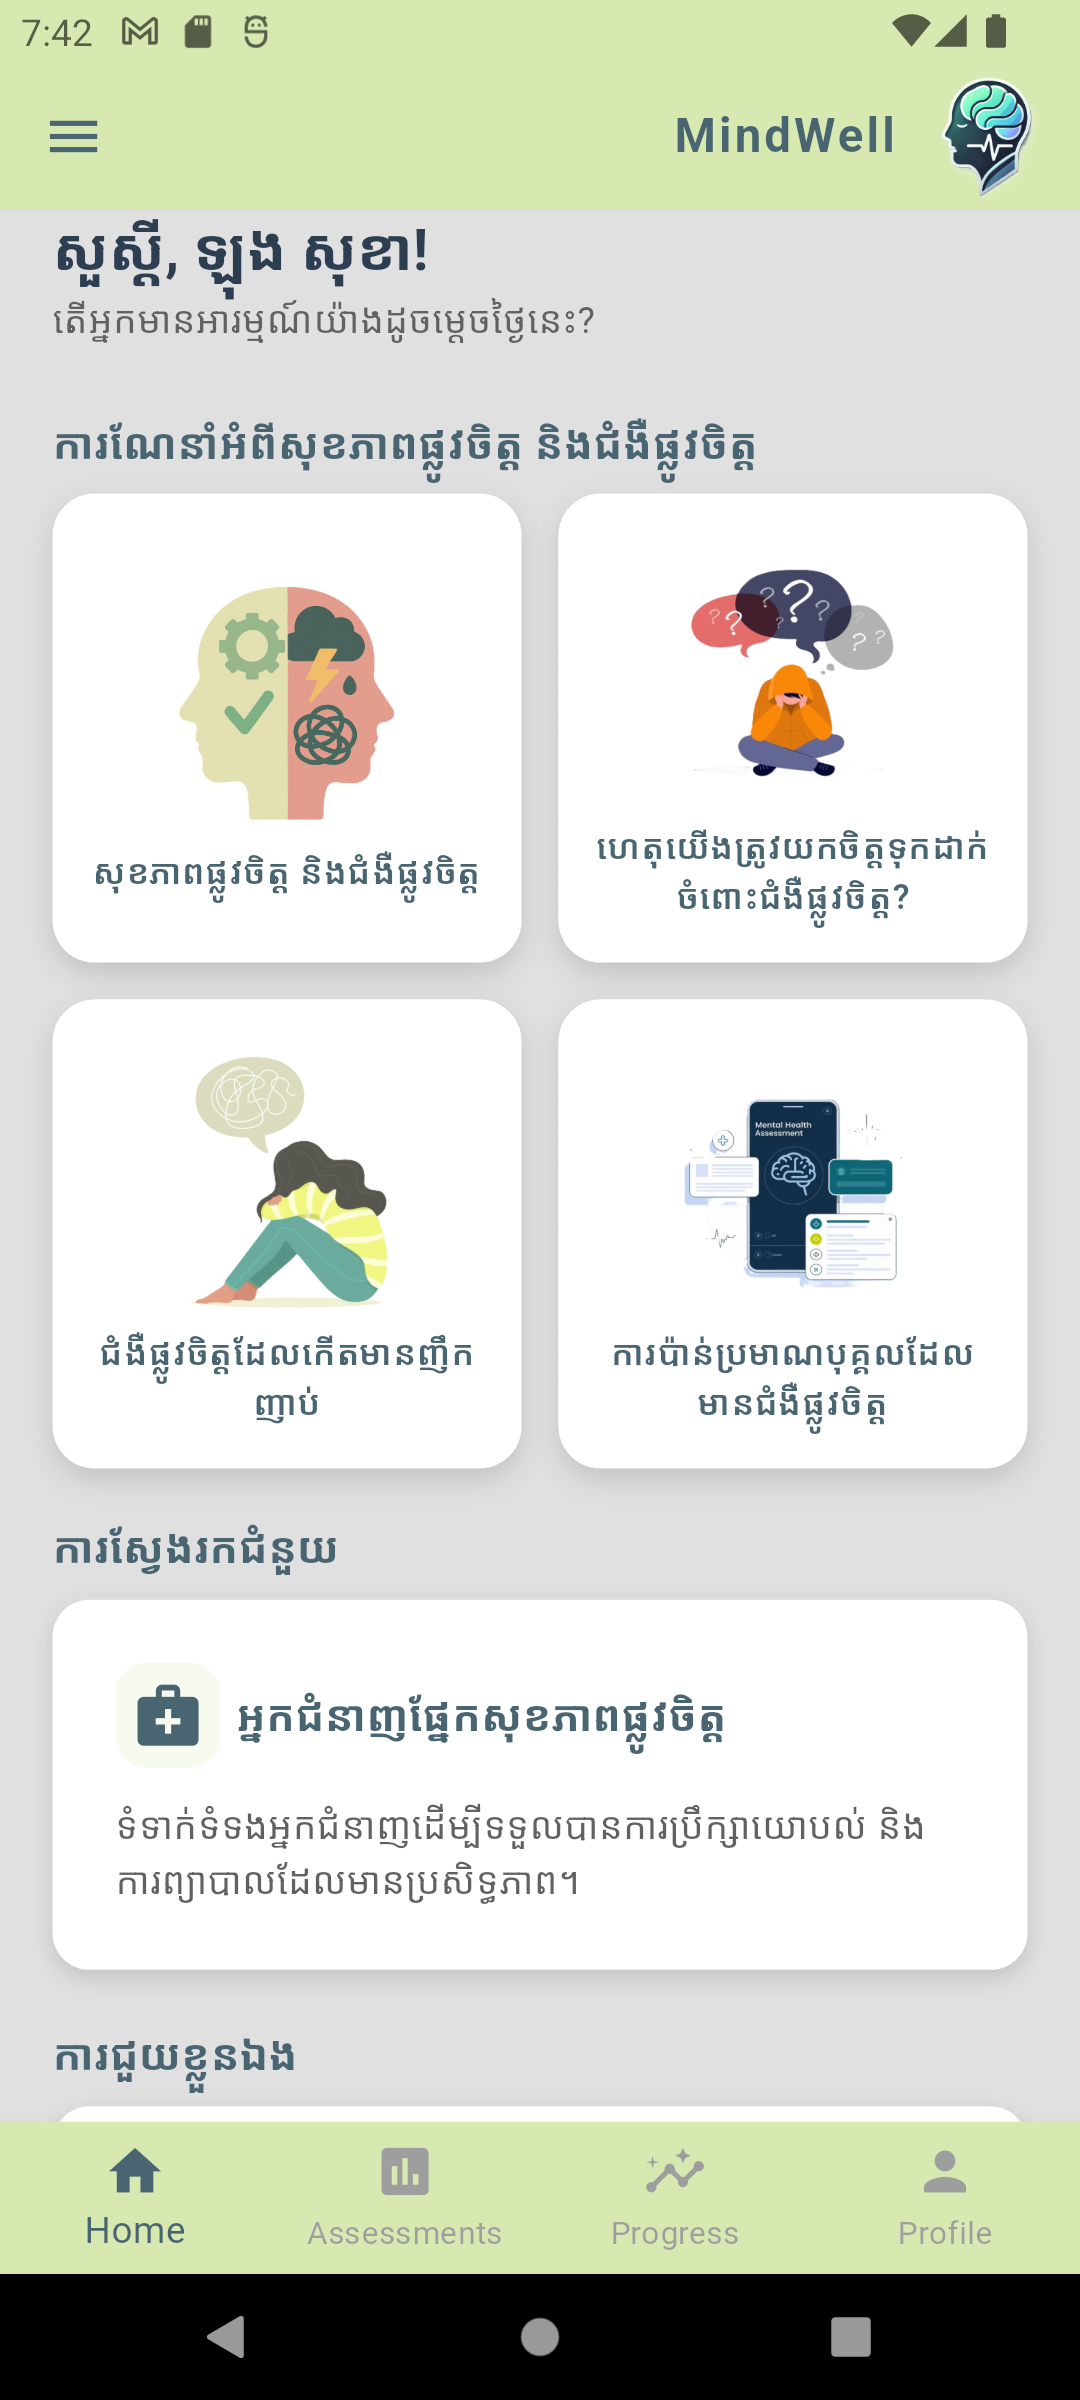 7:42
MindWell
សួស្តី, ឡុង សុខា!
តើអ្នកមានអារម្មណ៍យ៉ាងដូចម្តេចថ្ងៃនេះ?
ការណែនាំអំពីសុខភាពផ្លូវចិត្ត និងជំងឺផ្លូវចិត្ត
សុខភាពផ្លូវចិត្ត និងជំងឺផ្លូវចិត្ត
ហេតុយើងត្រូវយកចិត្តទុកដាក់
ចំពោះជំងឺផ្លូវចិត្ត?
Mental Health
Assessment
ជំងឺផ្លូវចិត្តដែលកើតមានញឹក
ញាប់
ការប៉ាន់ប្រមាណបុគ្គលដែល
មានជំងឺផ្លូវចិត្ត
ការស្វែងរកជំនួយ
អ្នកជំនាញផ្នែកសុខភាពផ្លូវចិត្ត
ទំទាក់ទំទងអ្នកជំនាញដើម្បីទទួលបានការប្រឹក្សាយោបល់ និង
ការព្យាបាលដែលមានប្រសិទ្ធភាព។
ការជួយខ្លួនឯង
Home
Assessments
Progress
Profile